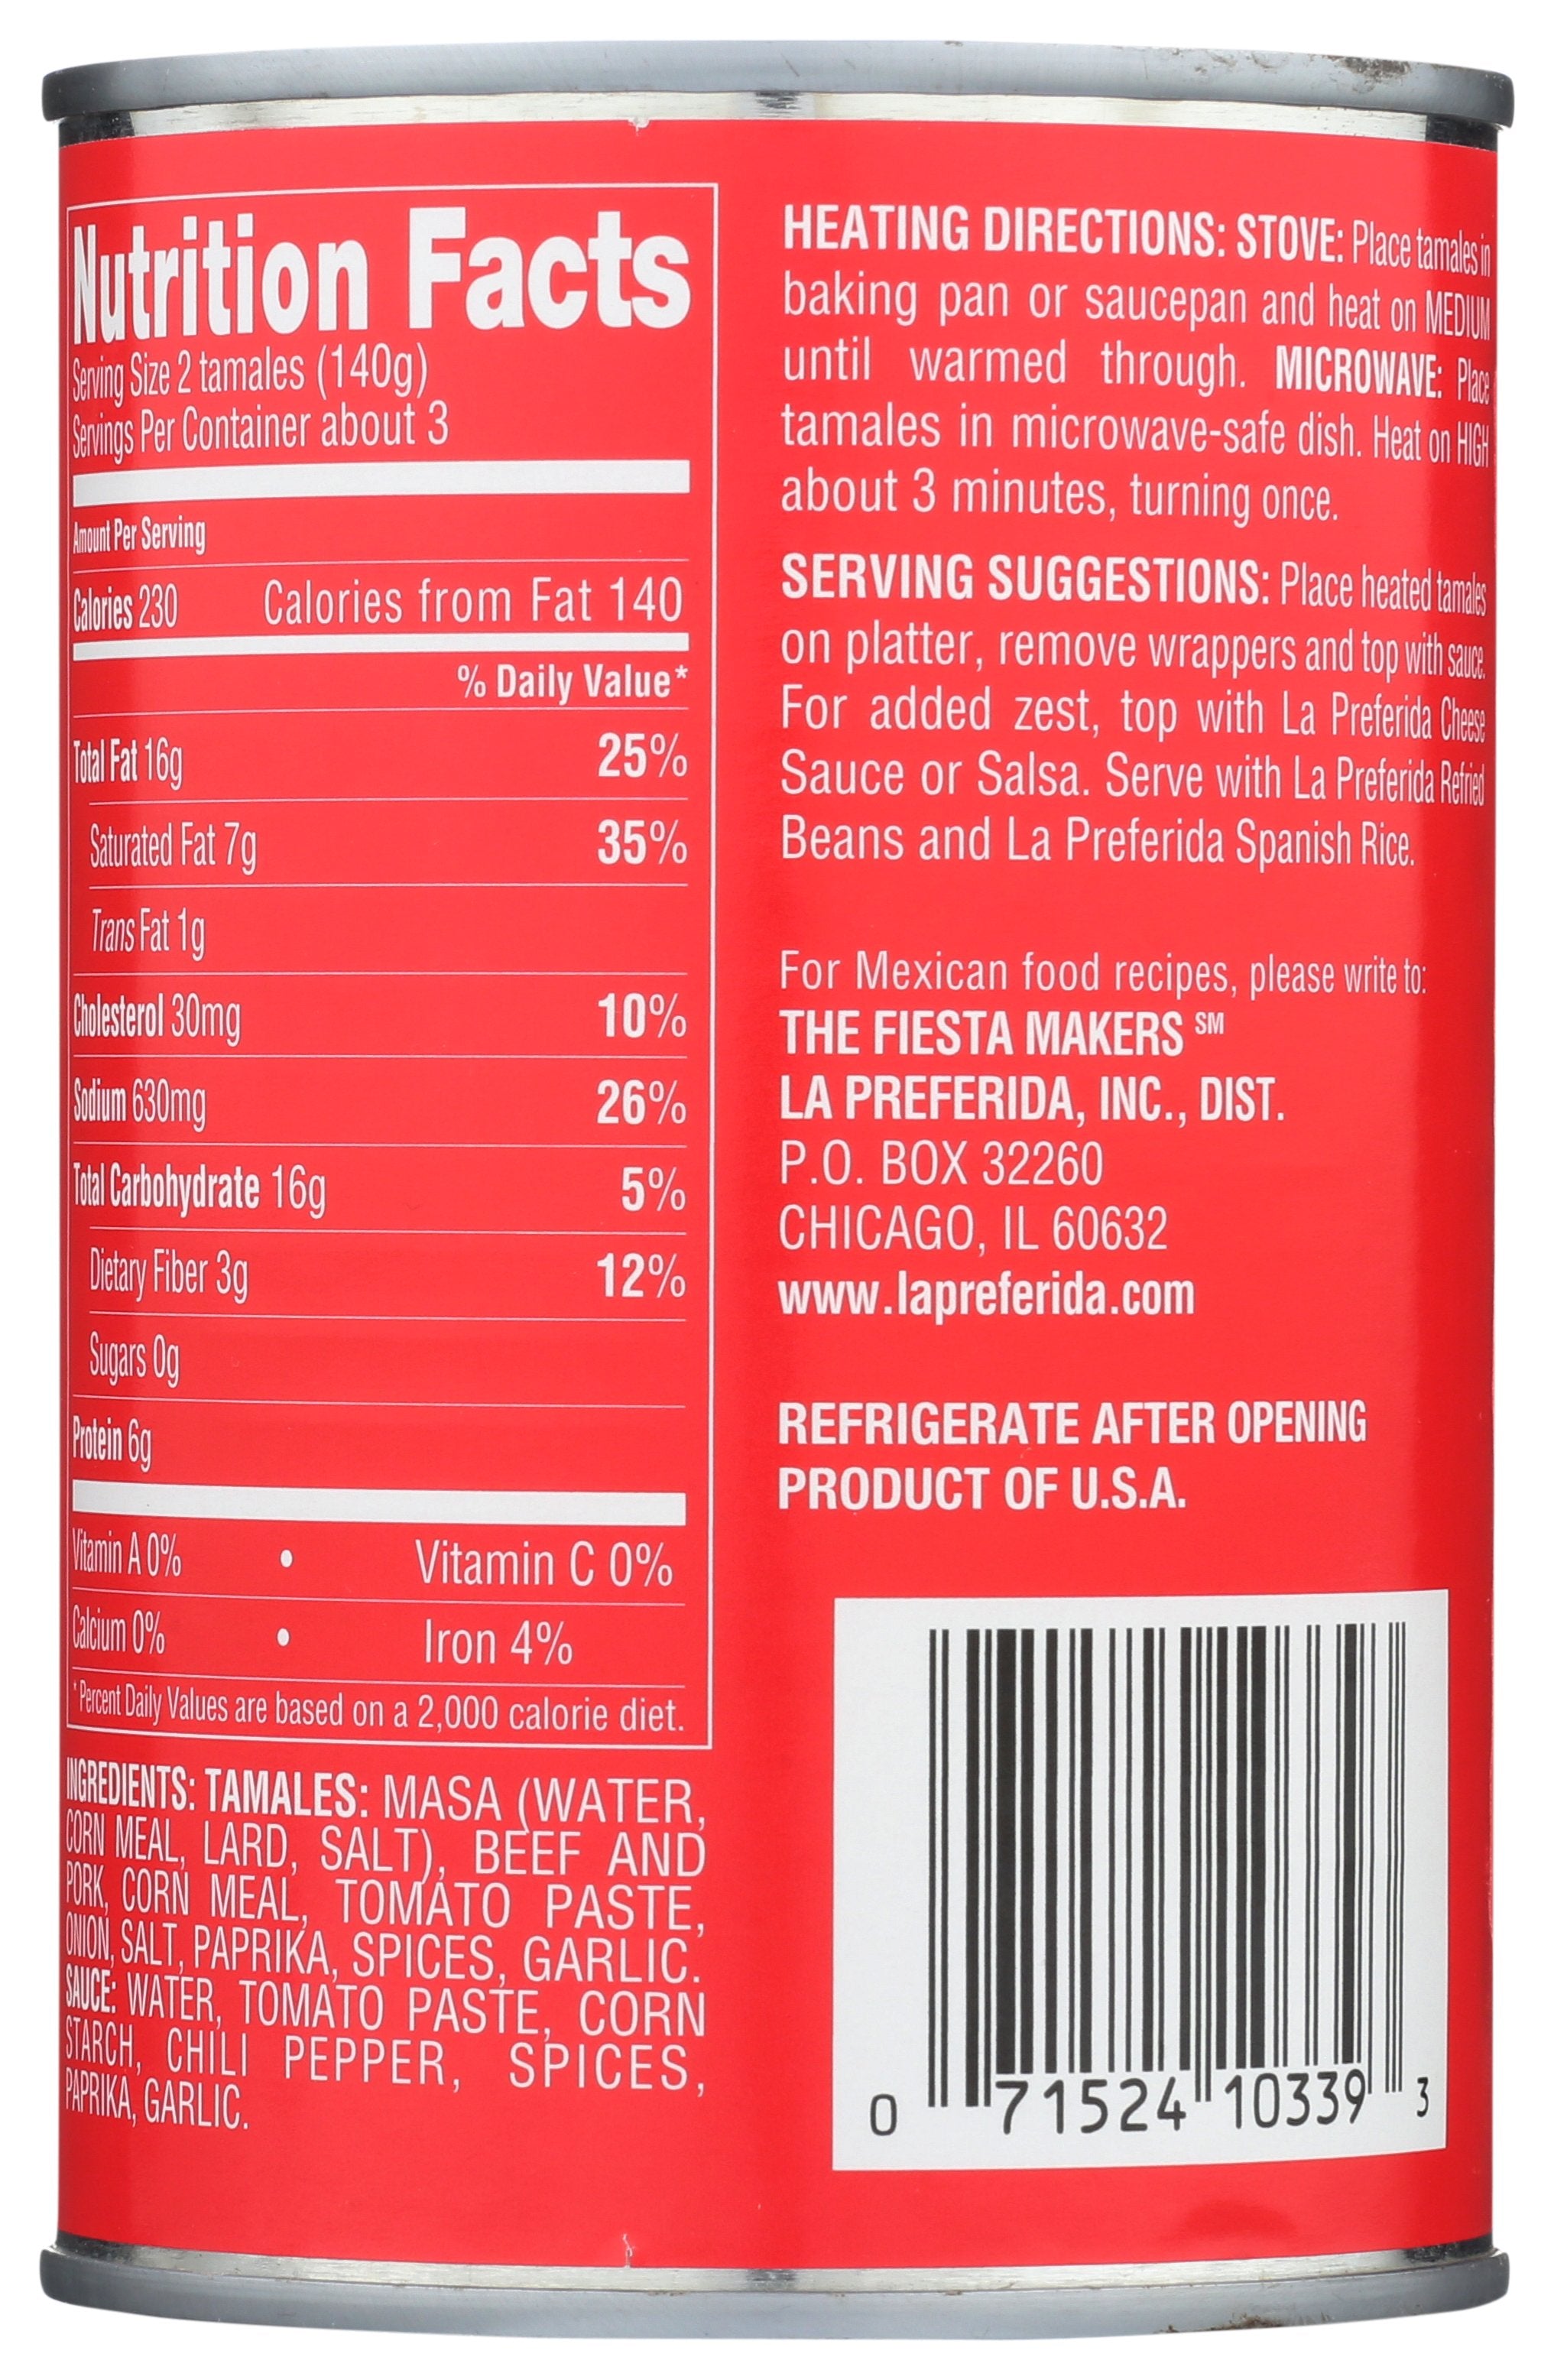 Nutrition Facts
Serving Size 2 tamales (140g)
Servings Per Container about 3
Amount Per Serving
Calories 230 Calories from Fat 140
% Daily Value*
Total Fat 16g 25%
Saturated Fat 7g 35%
Trans Fat 1g
Cholesterol 30mg 10%
Sodium 630mg 26%
Total Carbohydrate 16g 5%
Dietary Fiber 3g 12%
Sugars 0g
Protein 6g
Vitamin A 0% • Vitamin C 0%
Calcium 0% • Iron 4%
*Percent Daily Values are based on a 2,000 calorie diet.
INGREDIENTS: TAMALES: MASA (WATER,
CORN MEAL, LARD, SALT), BEEF AND
PORK, CORN MEAL, TOMATO PASTE,
ONION, SALT, PAPRIKA, SPICES, GARLIC.
SAUCE: WATER, TOMATO PASTE, CORN
STARCH, CHILI PEPPER, SPICES,
PAPRIKA, GARLIC.
HEATING DIRECTIONS: STOVE: Place tamales in
baking pan or saucepan and heat on MEDIUM
until warmed through. MICROWAVE: Place
tamales in microwave-safe dish. Heat on HIGH
about 3 minutes, turning once.
SERVING SUGGESTIONS: Place heated tamales
on platter, remove wrappers and top with sauce.
For added zest, top with La Preferida Cheese
Sauce or Salsa. Serve with La Preferida Refried
Beans and La Preferida Spanish Rice.
For Mexican food recipes, please write to:
THE FIESTA MAKERS SM
LA PREFERIDA, INC., DIST.
P.O. BOX 32260
CHICAGO, IL 60632
www.lapreferida.com
REFRIGERATE AFTER OPENING
PRODUCT OF U.S.A.
0 71524 10339 3